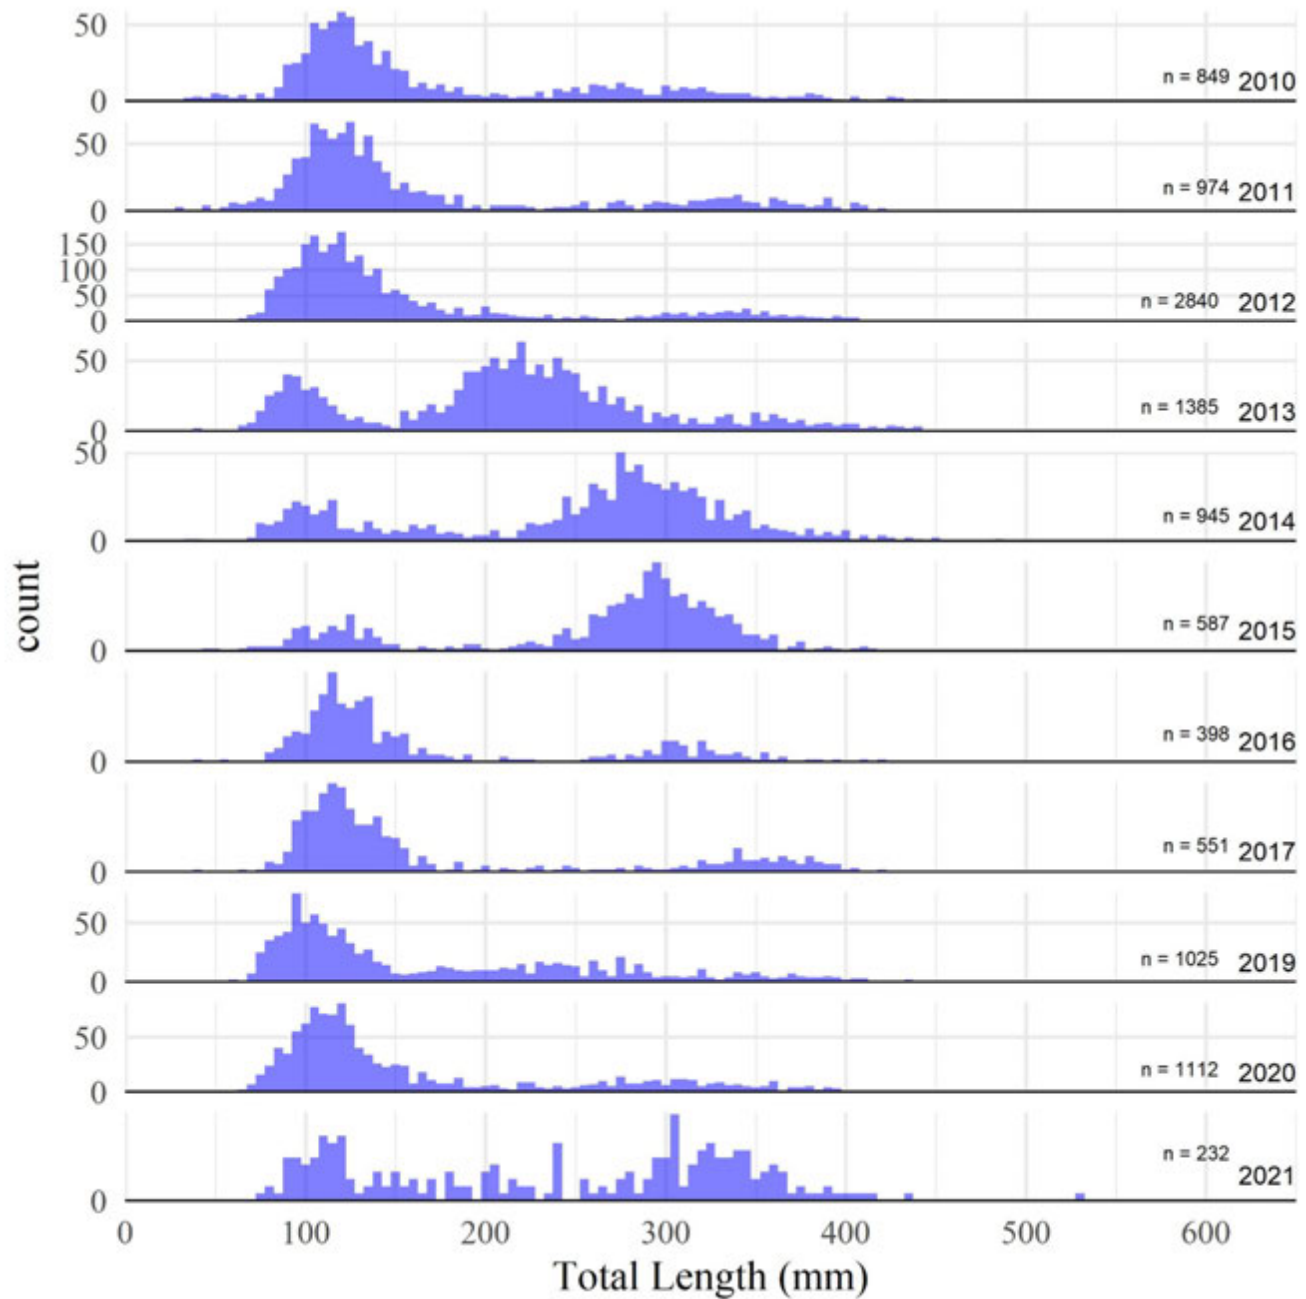 50
0
n = 849 2010
50
0
n = 974 2011
150
100
50
0
n = 2840 2012
50
0
n = 1385 2013
50
0
n = 945 2014
count
0
n = 587 2015
0
n = 398 2016
0
n = 551 2017
50
0
n = 1025 2019
50
0
n = 1112 2020
n = 232
2021
0
0 100 200 300 400 500 600
Total Length (mm)